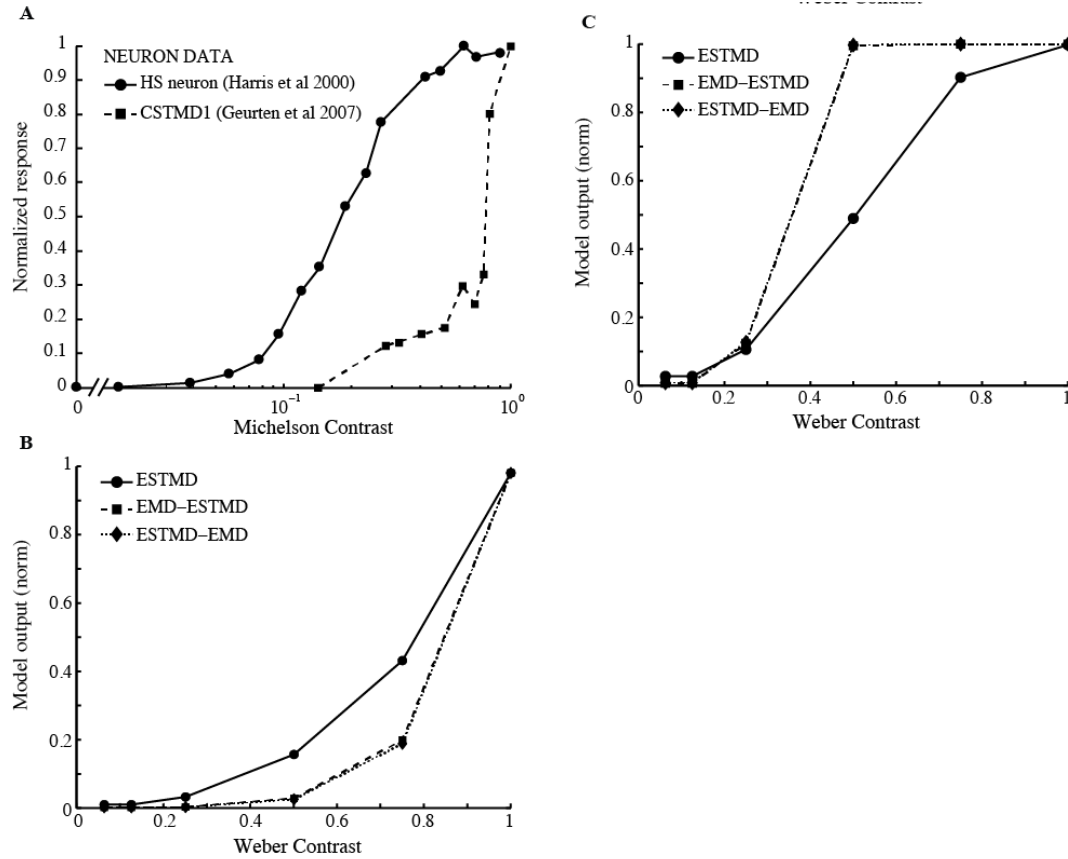 A
NEURON DATA
HS neuron (Harris et al 2000)
CSTMD1 (Geurten et al 2007)
Normalized response
1
0.9
0.8
0.7
0.6
0.5
0.4
0.3
0.2
0.1
0
0 10⁻¹ 10⁰
Michelson Contrast
B
ESTMD
EMD–ESTMD
ESTMD–EMD
Model output (norm)
1
0.8
0.6
0.4
0.2
0
0 0.2 0.4 0.6 0.8 1
Weber Contrast
Weber Contrast
C
ESTMD
EMD–ESTMD
ESTMD–EMD
Model output (norm)
1
0.8
0.6
0.4
0.2
0
0 0.2 0.4 0.6 0.8 1
Weber Contrast